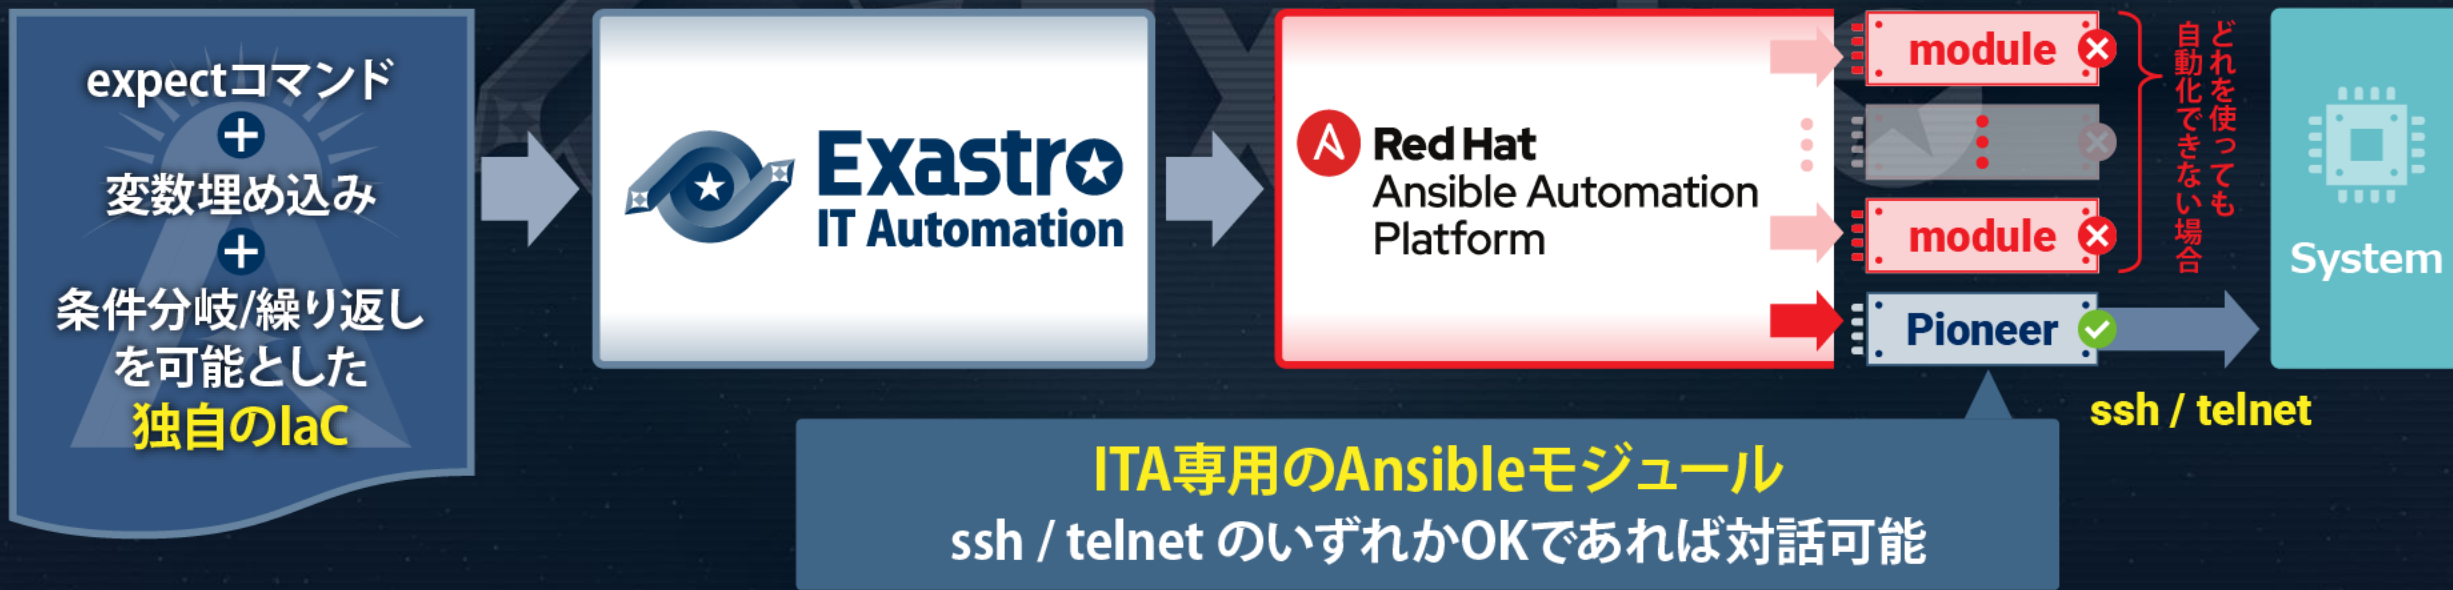 expectコマンド
+
変数埋め込み
+
条件分岐/繰り返し
を可能とした
独自のIaC
Exastro
IT Automation
Red Hat
Ansible Automation
Platform
module
module
Pioneer
どれを使っても
自動化できない場合
System
ssh / telnet
ITA専用のAnsibleモジュール
ssh / telnet のいずれかOKであれば対話可能